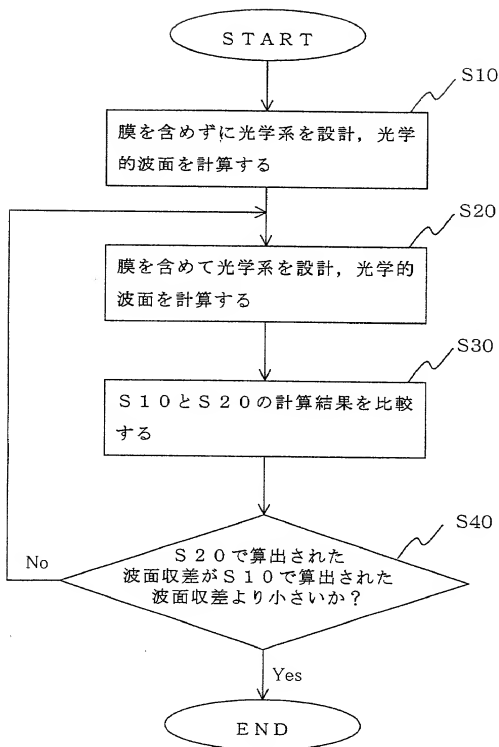 START
S10
膜を含めずに光学系を設計,光学
的波面を計算する
S20
膜を含めて光学系を設計,光学的
波面を計算する
S30
S10とS20の計算結果を比較
する
S40
S20で算出された
波面収差がS10で算出された
波面収差より小さいか?
No
Yes
END